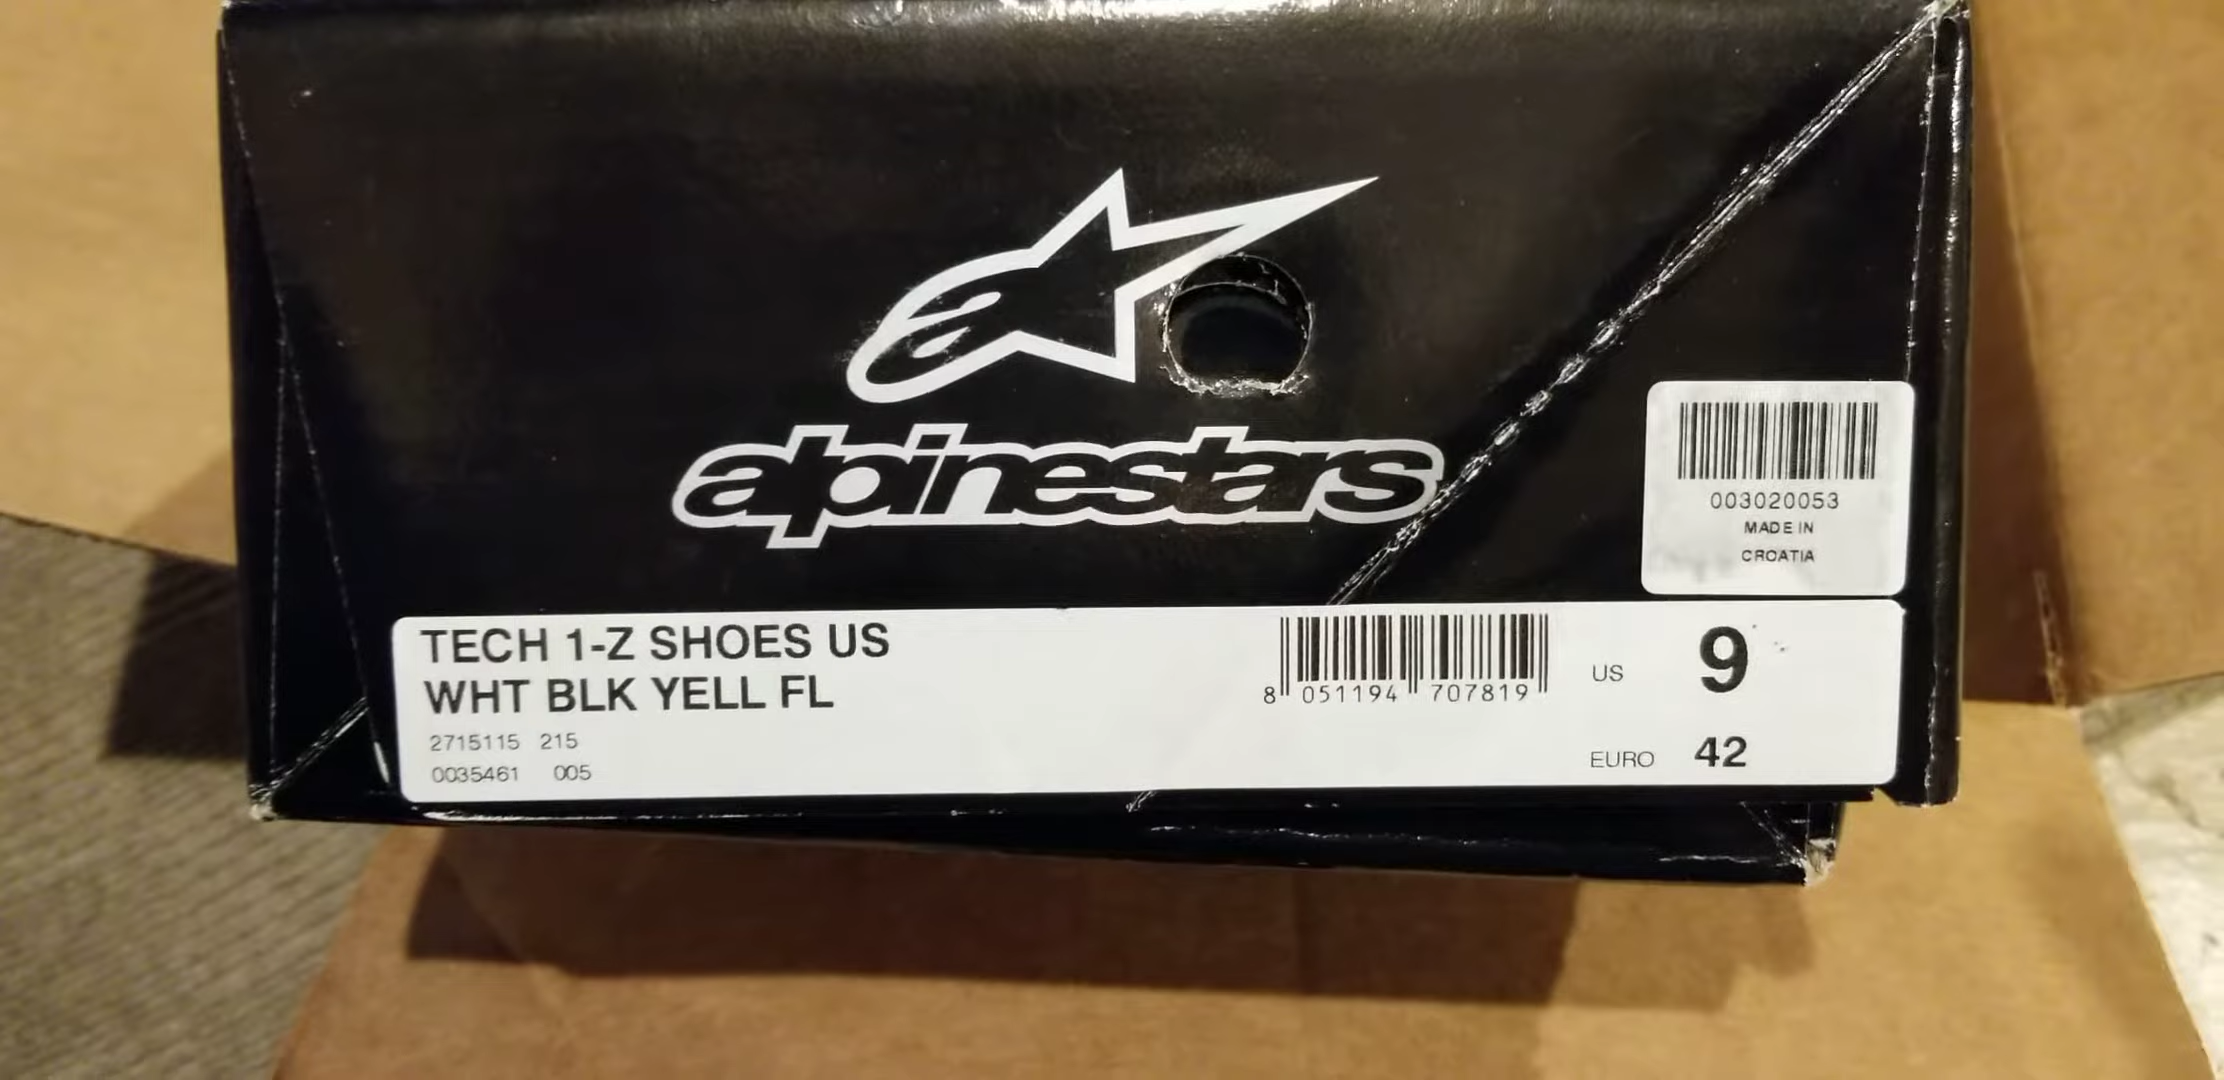 alpinestars
003020053
MADE IN
CROATIA
TECH 1-Z SHOES US
WHT BLK YELL FL
2715115 215
0035461 005
8 051194 707819
US 9
EURO 42